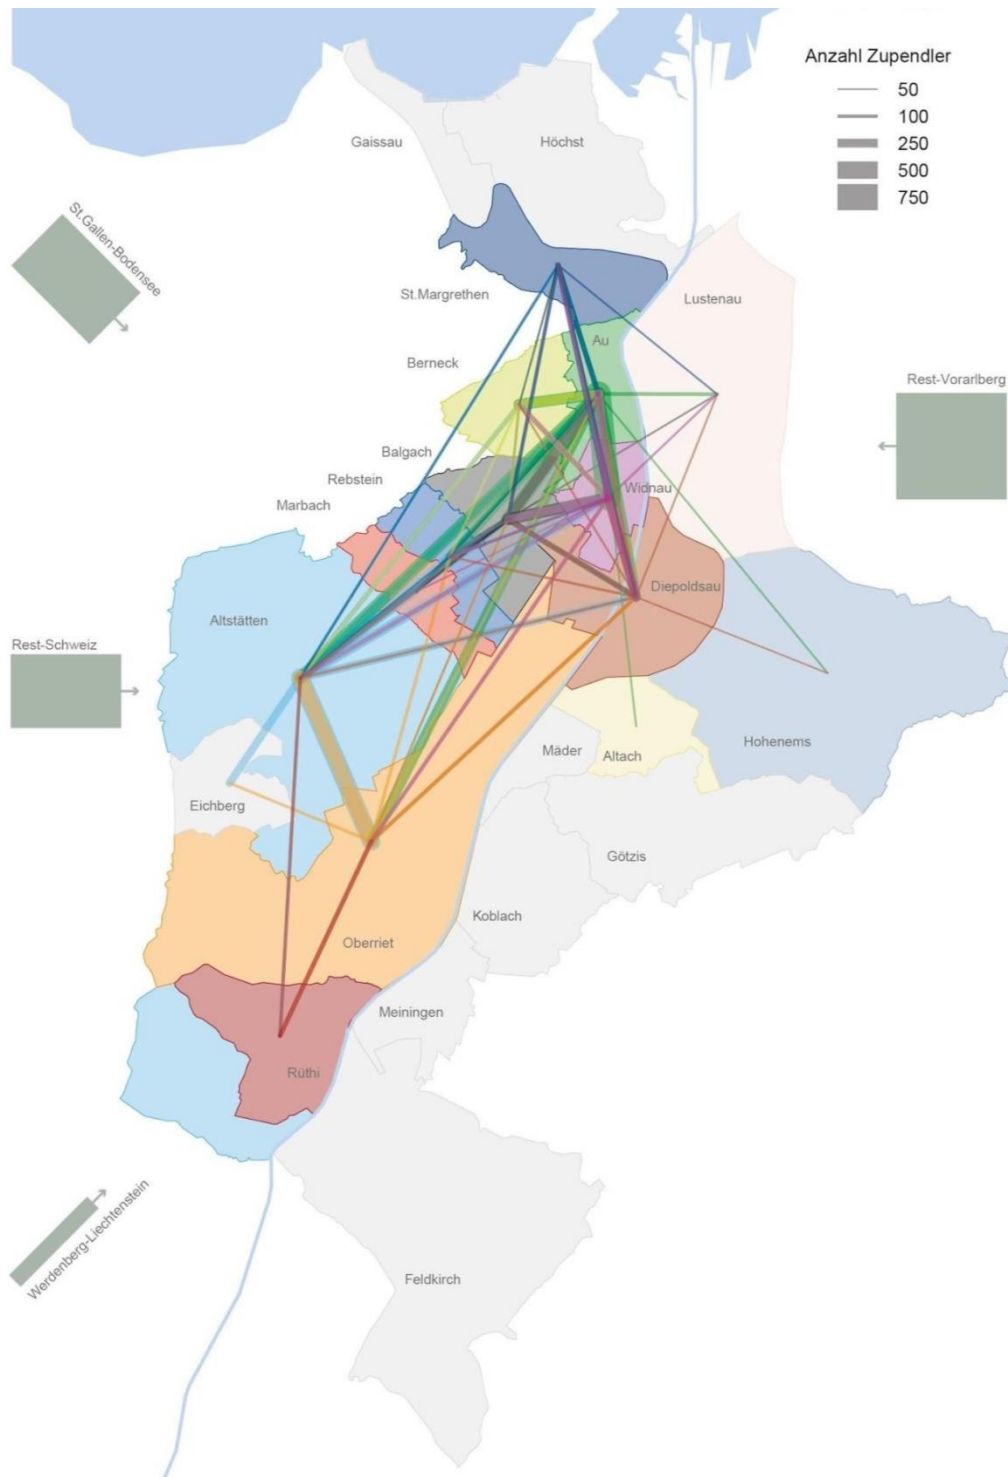 Anzahl Zupendler
50
100
250
500
750
Gaissau
Höchst
St.Gallen-Bodensee
St.Margrethen
Lustenau
Au
Berneck
Rest-Vorarlberg
Balgach
Rebstein
Widnau
Marbach
Diepoldsau
Altstätten
Rest-Schweiz
Hohenems
Mäder
Altach
Eichberg
Götzis
Koblach
Oberriet
Meiningen
Rüthi
Werdenberg-Liechtenstein
Feldkirch